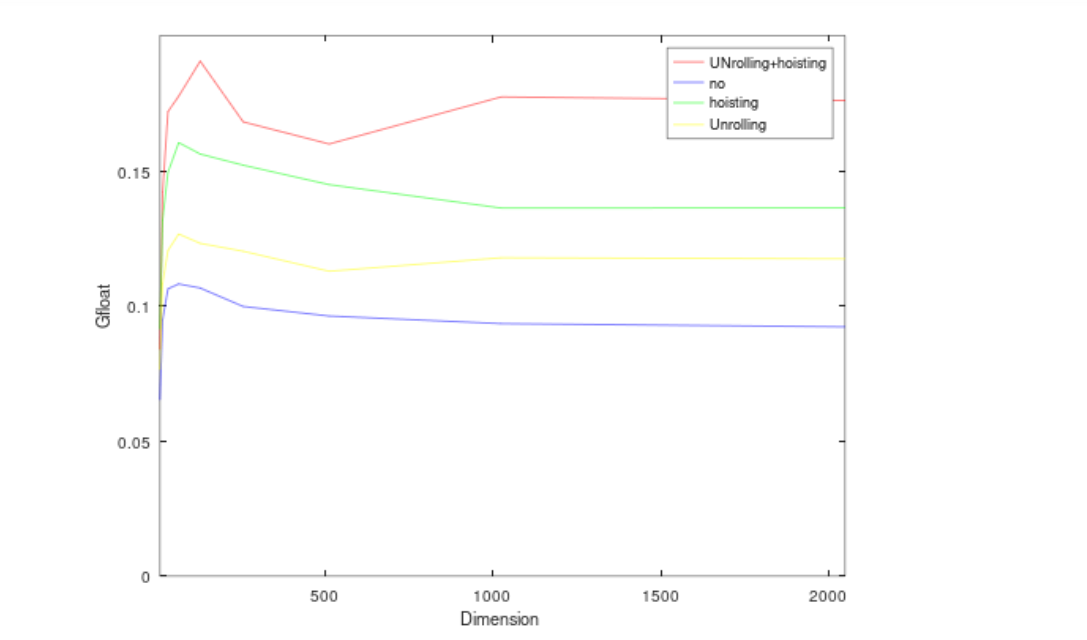 UNrolling+hoisting
no
hoisting
Unrolling
0.15
0.1
0.05
0
Gfloat
500
1000
1500
2000
Dimension